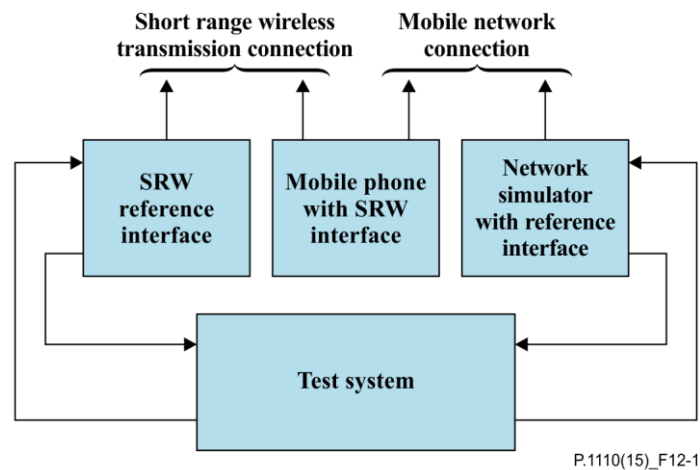 Short range wireless
transmission connection
Mobile network
connection
SRW
reference
interface
Mobile phone
with SRW
interface
Network
simulator
with reference
interface
Test system
P.1110(15)_F12-1